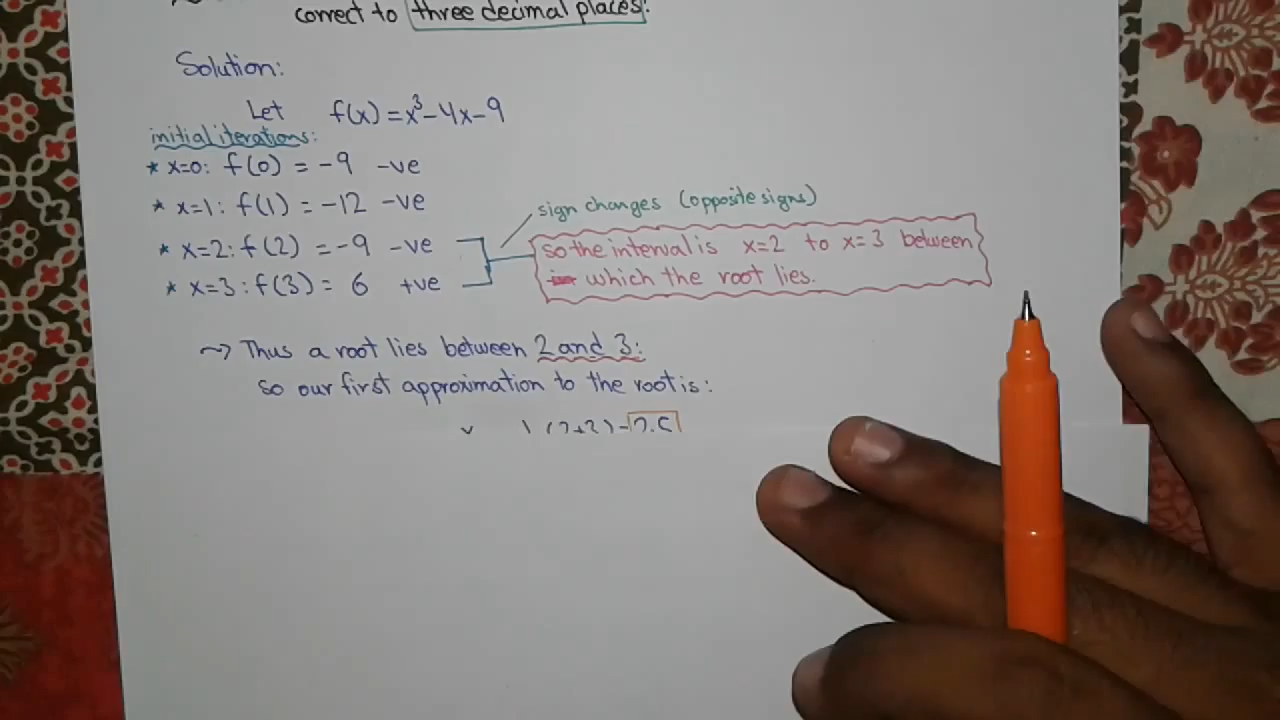 correct to three decimal places.
Solution:
Let f(x) = x³ - 4x - 9
initial iterations:
* x=0: f(0) = -9 -ve
* x=1: f(1) = -12 -ve
sign changes (opposite signs)
* x=2: f(2) = -9 -ve
so the interval is x=2 to x=3 between
which the root lies.
* x=3: f(3) = 6 +ve
~> Thus a root lies between 2 and 3:
so our first approximation to the root is: